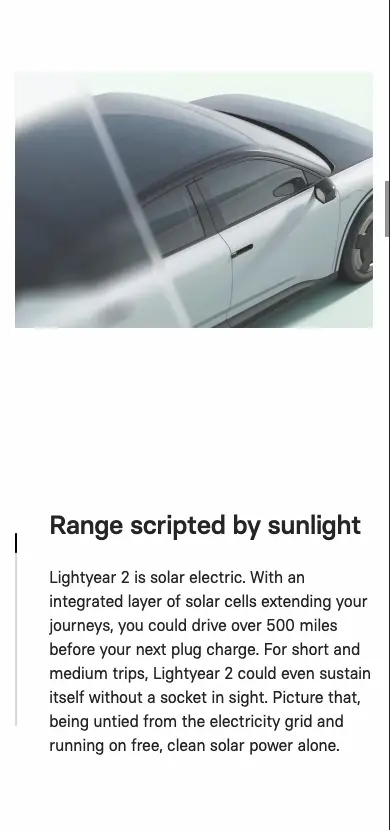 Range scripted by sunlight
Lightyear 2 is solar electric. With an
integrated layer of solar cells extending your
journeys, you could drive over 500 miles
before your next plug charge. For short and
medium trips, Lightyear 2 could even sustain
itself without a socket in sight. Picture that,
being untied from the electricity grid and
running on free, clean solar power alone.